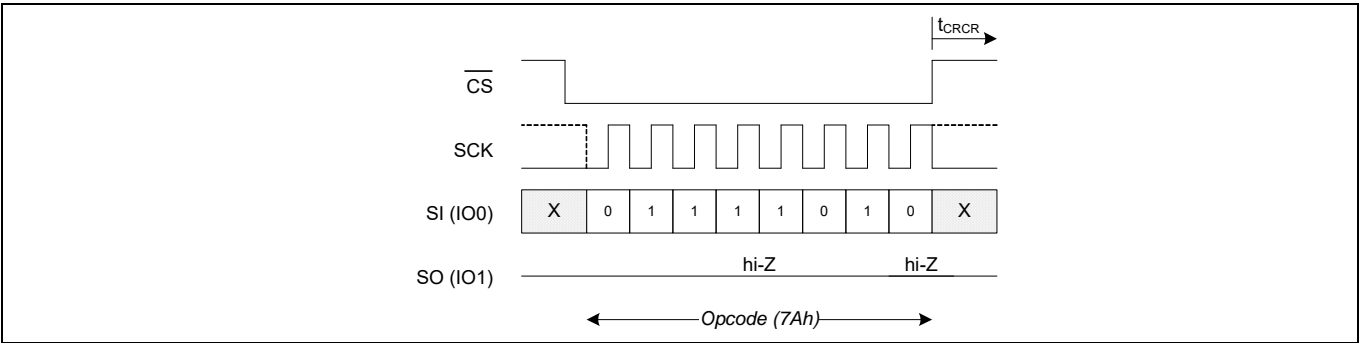 tCRCR
CS
SCK
SI (IO0) X 0 1 1 1 1 0 1 0 X
SO (IO1) hi-Z hi-Z
Opcode (7Ah)